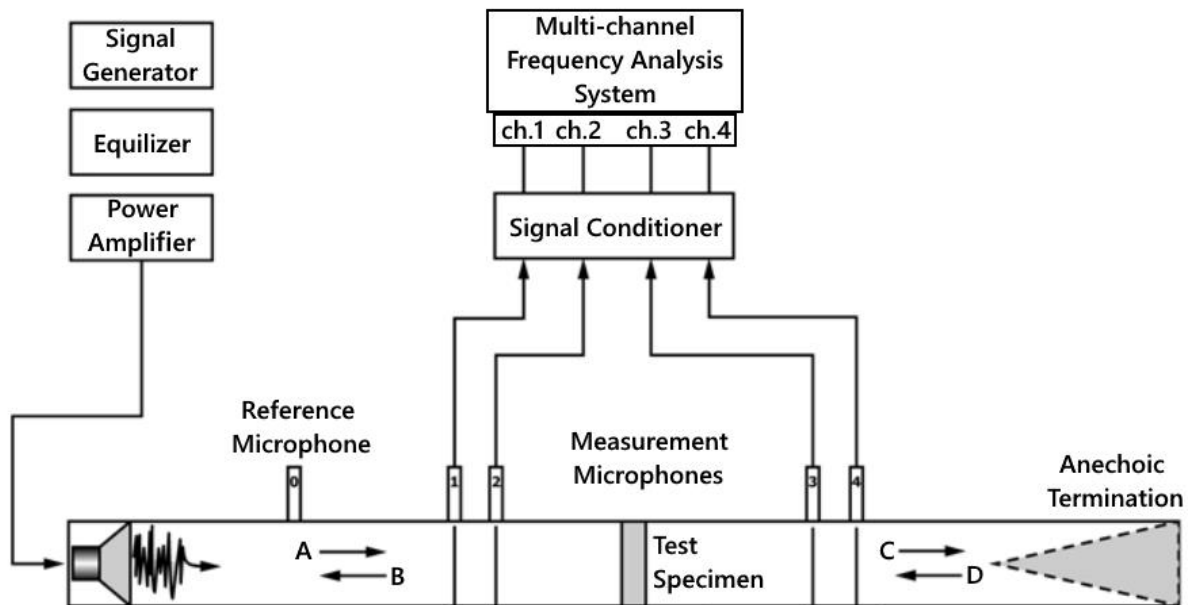 Signal
Generator
Equilizer
Power
Amplifier
Multi-channel
Frequency Analysis
System
ch.1 ch.2 ch.3 ch.4
Signal Conditioner
Reference
Microphone
Measurement
Microphones
Anechoic
Termination
0
1
2
3
4
A
B
Test
Specimen
C
D